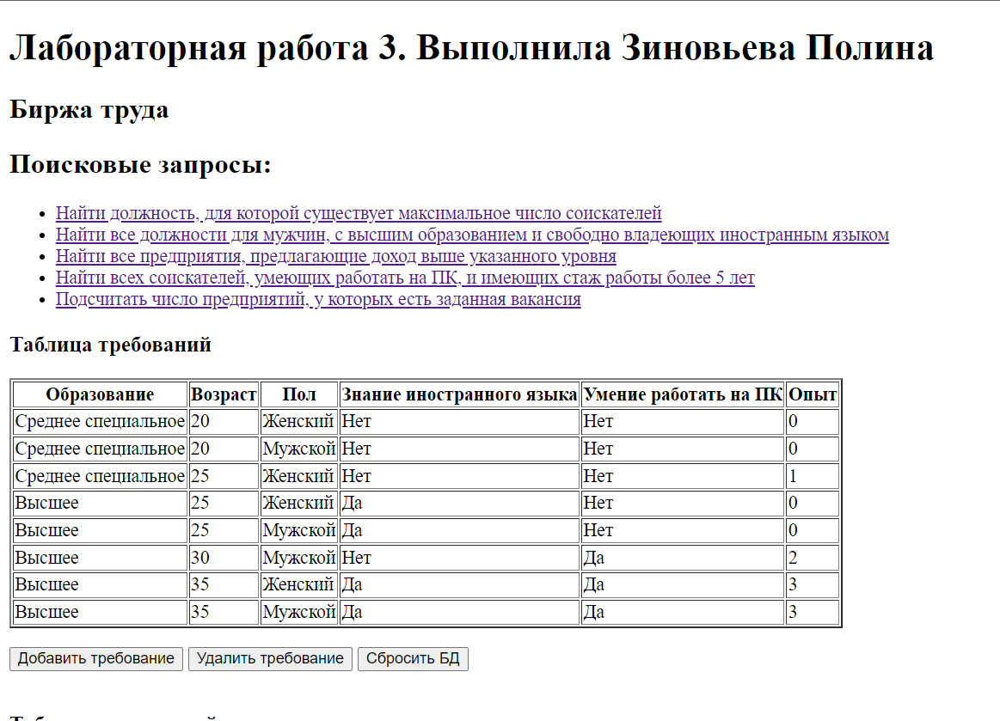 Лабораторная работа 3. Выполнила Зиновьева Полина
Биржа труда
Поисковые запросы:
Найти должность, для которой существует максимальное число соискателей
Найти все должности для мужчин, с высшим образованием и свободно владеющих иностранным языком
Найти все предприятия, предлагающие доход выше указанного уровня
Найти всех соискателей, умеющих работать на ПК, и имеющих стаж работы более 5 лет
Подсчитать число предприятий, у которых есть заданная вакансия
Таблица требований
Образование Возраст Пол Знание иностранного языка Умение работать на ПК Опыт
Среднее специальное 20 Женский Нет Нет 0
Среднее специальное 20 Мужской Нет Нет 0
Среднее специальное 25 Женский Нет Нет 1
Высшее 25 Женский Да Нет 0
Высшее 25 Мужской Да Нет 0
Высшее 30 Мужской Нет Да 2
Высшее 35 Женский Да Да 3
Высшее 35 Мужской Да Да 3
Добавить требование Удалить требование Сбросить БД